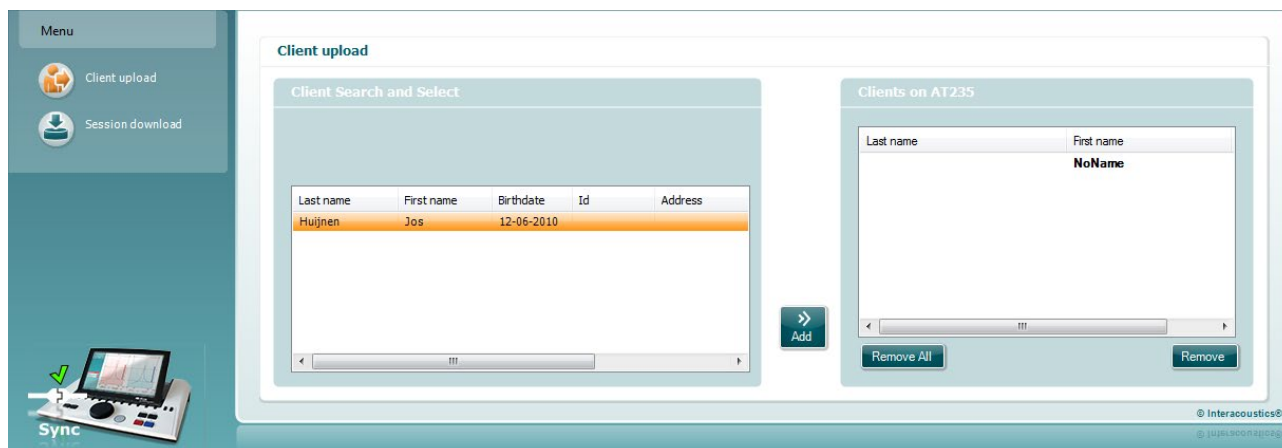 Menu
Client upload
Session download
Sync
Client upload
Client Search and Select
Last name First name Birthdate Id Address
Huijnen Jos 12-06-2010
Add
Clients on AT235
Last name First name
NoName
Remove All Remove
© Interacoustics®